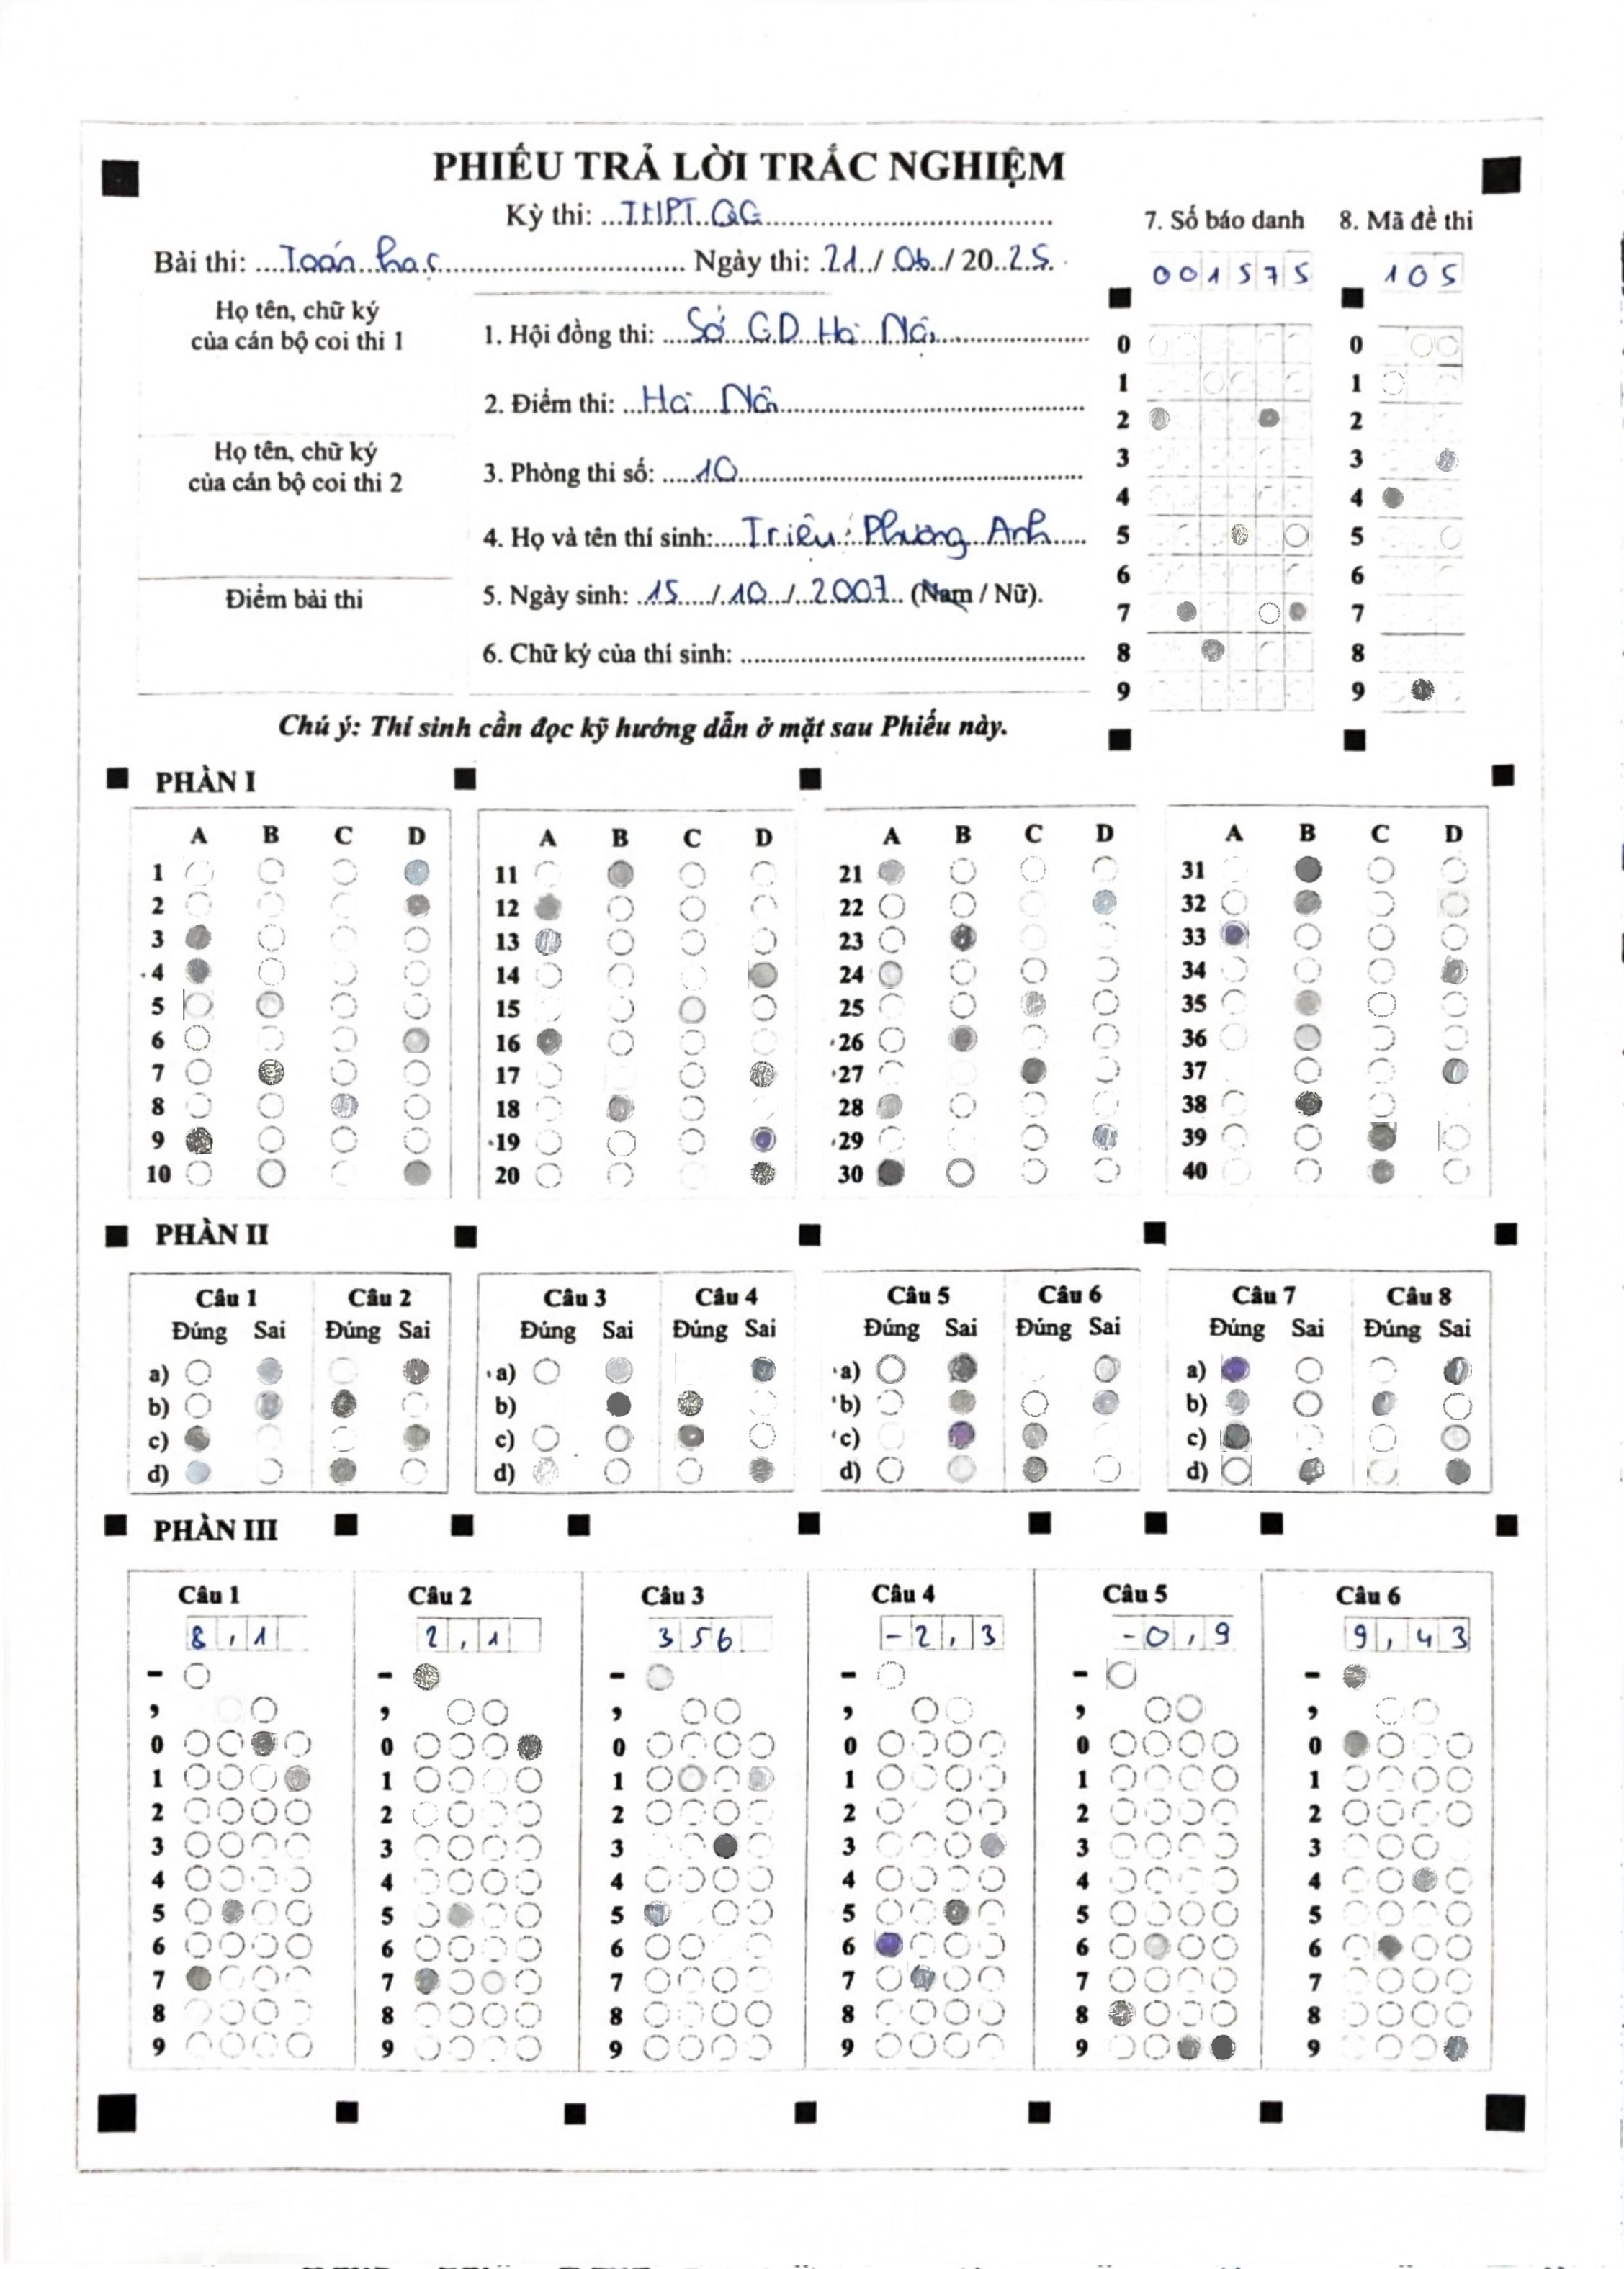 PHIẾU TRẢ LỜI TRẮC NGHIỆM
Kỳ thi: ...THPT QG...
Bài thi: ...Toán học... Ngày thi: .21../.06../ 20..25..
7. Số báo danh 8. Mã đề thi
0 0 1 5 7 5 1 0 5
Họ tên, chữ ký
của cán bộ coi thi 1
Họ tên, chữ ký
của cán bộ coi thi 2
Điểm bài thi
1. Hội đồng thi: ...Sở GD Hà Nội...
2. Điểm thi: ...Hà Nội...
3. Phòng thi số: ...10...
4. Họ và tên thí sinh:...Triệu Phương Anh...
5. Ngày sinh: ..15.../.10.../..2007.. (Nam / Nữ).
6. Chữ ký của thí sinh: ...
0 0
1 1
2 2
3 3
4 4
5 5
6 6
7 7
8 8
9 9
Chú ý: Thí sinh cần đọc kỹ hướng dẫn ở mặt sau Phiếu này.
PHẦN I
A B C D A B C D A B C D A B C D
1 11 21 31
2 12 22 32
3 13 23 33
4 14 24 34
5 15 25 35
6 16 26 36
7 17 27 37
8 18 28 38
9 19 29 39
10 20 30 40
PHẦN II
Câu 1 Câu 2 Câu 3 Câu 4 Câu 5 Câu 6 Câu 7 Câu 8
Đúng Sai Đúng Sai Đúng Sai Đúng Sai Đúng Sai Đúng Sai Đúng Sai Đúng Sai
a) a) a) a)
b) b) b) b)
c) c) c) c)
d) d) d) d)
PHẦN III
Câu 1 Câu 2 Câu 3 Câu 4 Câu 5 Câu 6
8,1 2,1 356 -2,3 -0,9 9,43
- - - - - -
, , , , , ,
0 0 0 0 0 0
1 1 1 1 1 1
2 2 2 2 2 2
3 3 3 3 3 3
4 4 4 4 4 4
5 5 5 5 5 5
6 6 6 6 6 6
7 7 7 7 7 7
8 8 8 8 8 8
9 9 9 9 9 9